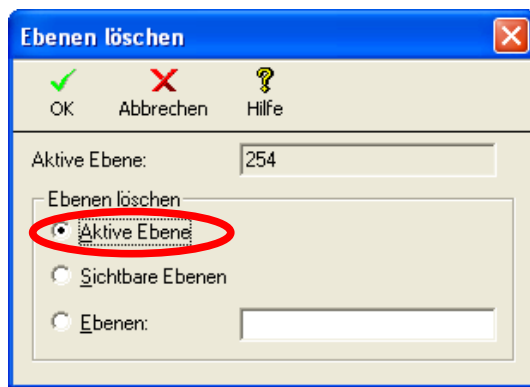 Ebenen löschen
OK Abbrechen Hilfe
Aktive Ebene: 254
Ebenen löschen
Aktive Ebene
Sichtbare Ebenen
Ebenen: